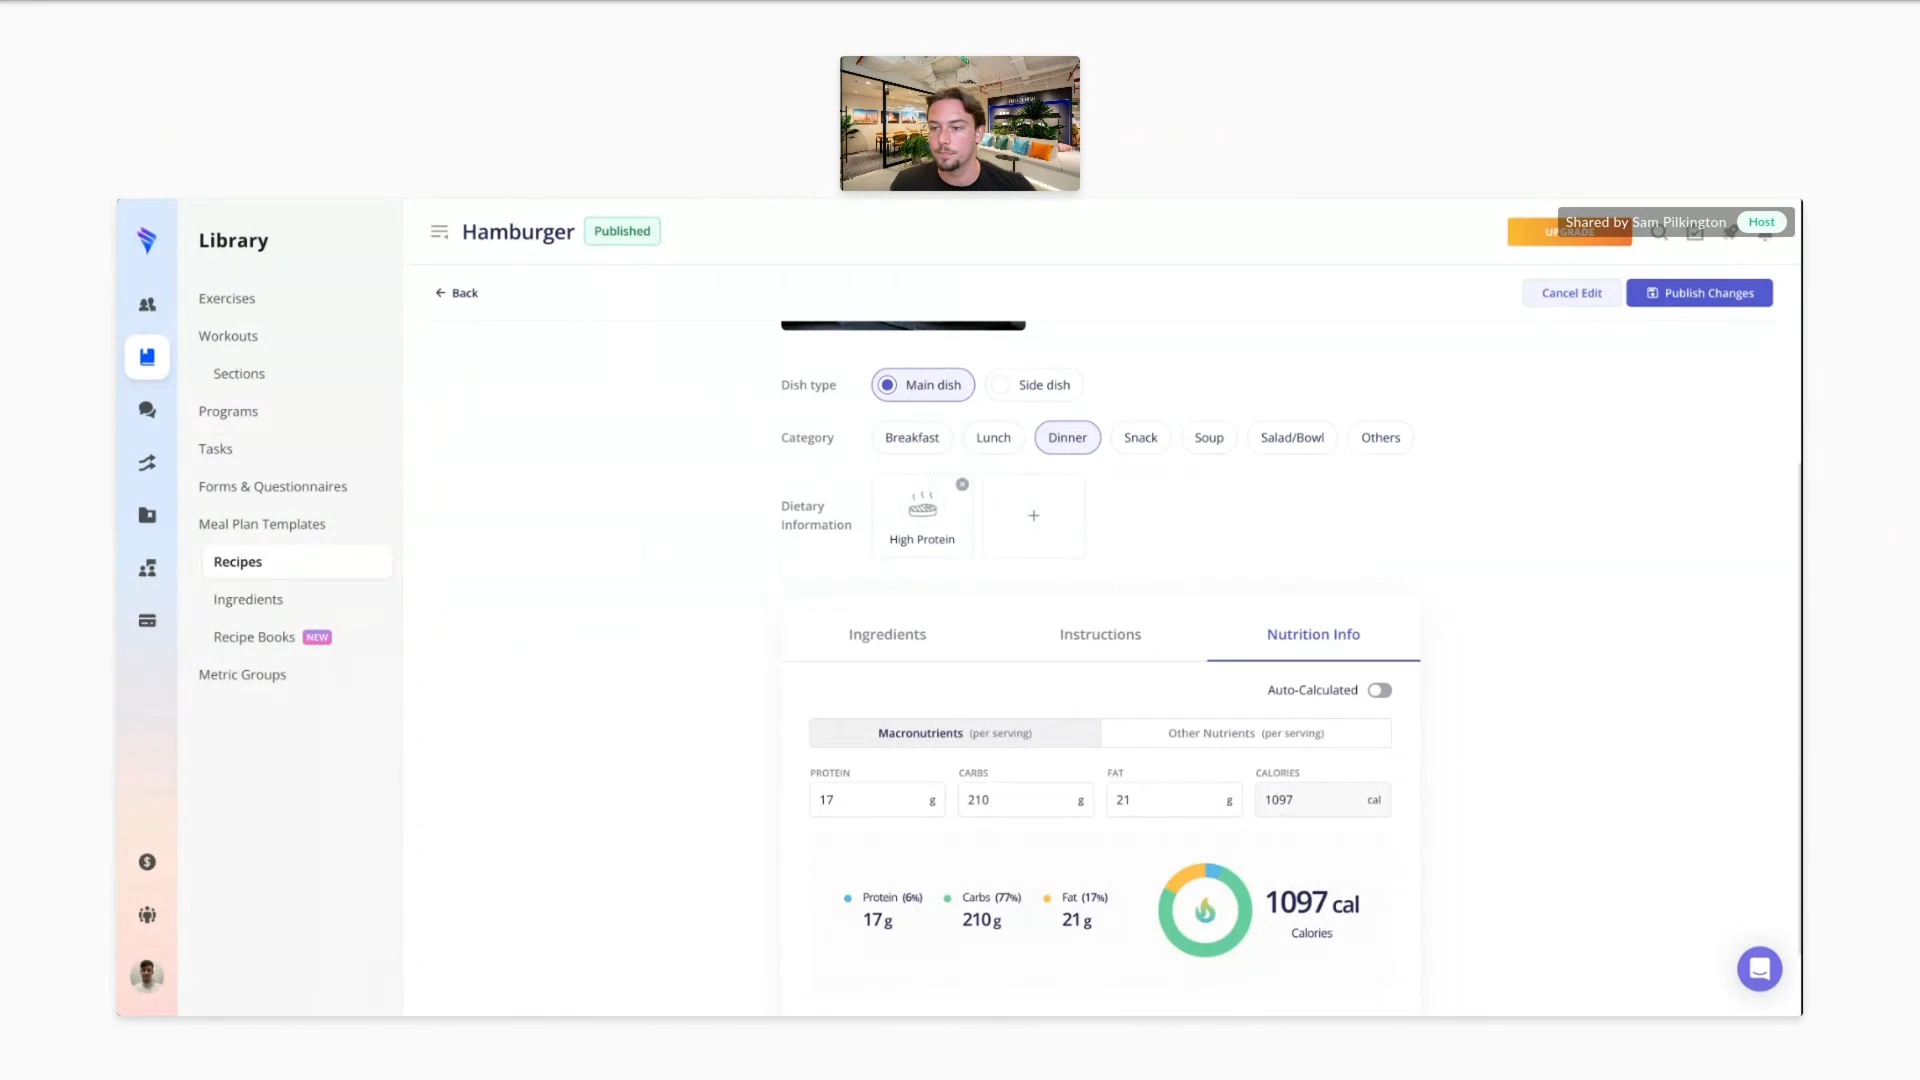 Library
Exercises
Workouts
Sections
Programs
Tasks
Forms & Questionnaires
Meal Plan Templates
Recipes
Ingredients
Recipe Books NEW
Metric Groups
Hamburger Published
UPGRADE
Shared by Sam Pilkington Host
Back
Cancel Edit
Publish Changes
Dish type
Main dish
Side dish
Category
Breakfast
Lunch
Dinner
Snack
Soup
Salad/Bowl
Others
Dietary
Information
High Protein
Ingredients
Instructions
Nutrition Info
Auto-Calculated
Macronutrients (per serving)
Other Nutrients (per serving)
PROTEIN
CARBS
FAT
CALORIES
17 g
210 g
21 g
1097 cal
Protein (6%)
17 g
Carbs (77%)
210 g
Fat (17%)
21 g
1097 cal
Calories